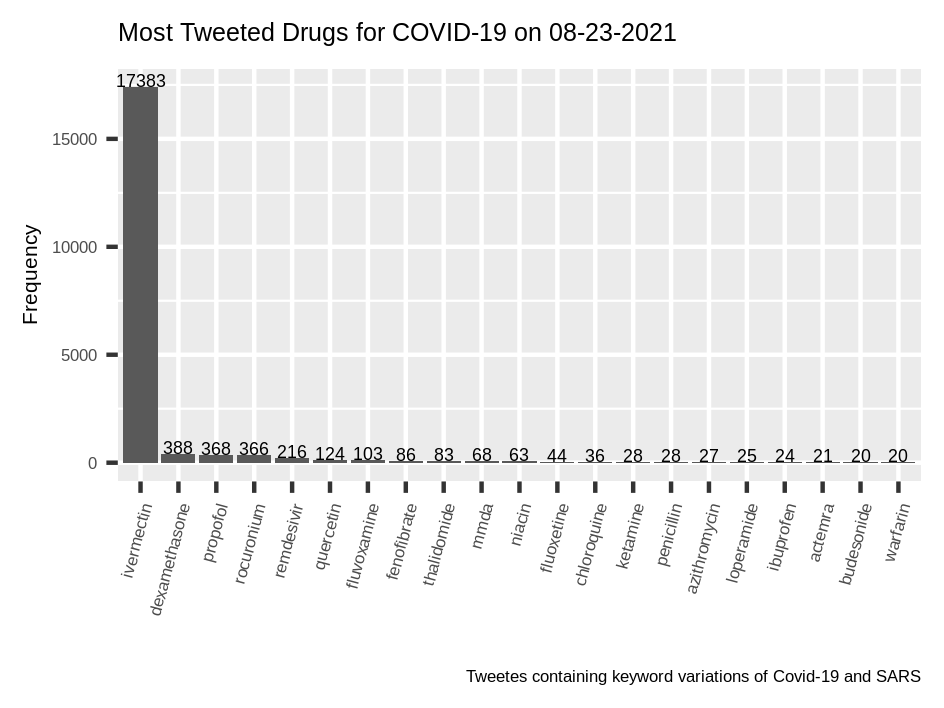 Most Tweeted Drugs for COVID-19 on 08-23-2021
Frequency
15000
10000
5000
0
17383
388
368
366
216
124
103
86
83
68
63
44
36
28
28
27
25
24
21
20
20
ivermectin
dexamethasone
propofol
rocuronium
remdesivir
quercetin
fluvoxamine
fenofibrate
thalidomide
mmda
niacin
fluoxetine
chloroquine
ketamine
penicillin
azithromycin
loperamide
ibuprofen
actemra
budesonide
warfarin
Tweetes containing keyword variations of Covid-19 and SARS